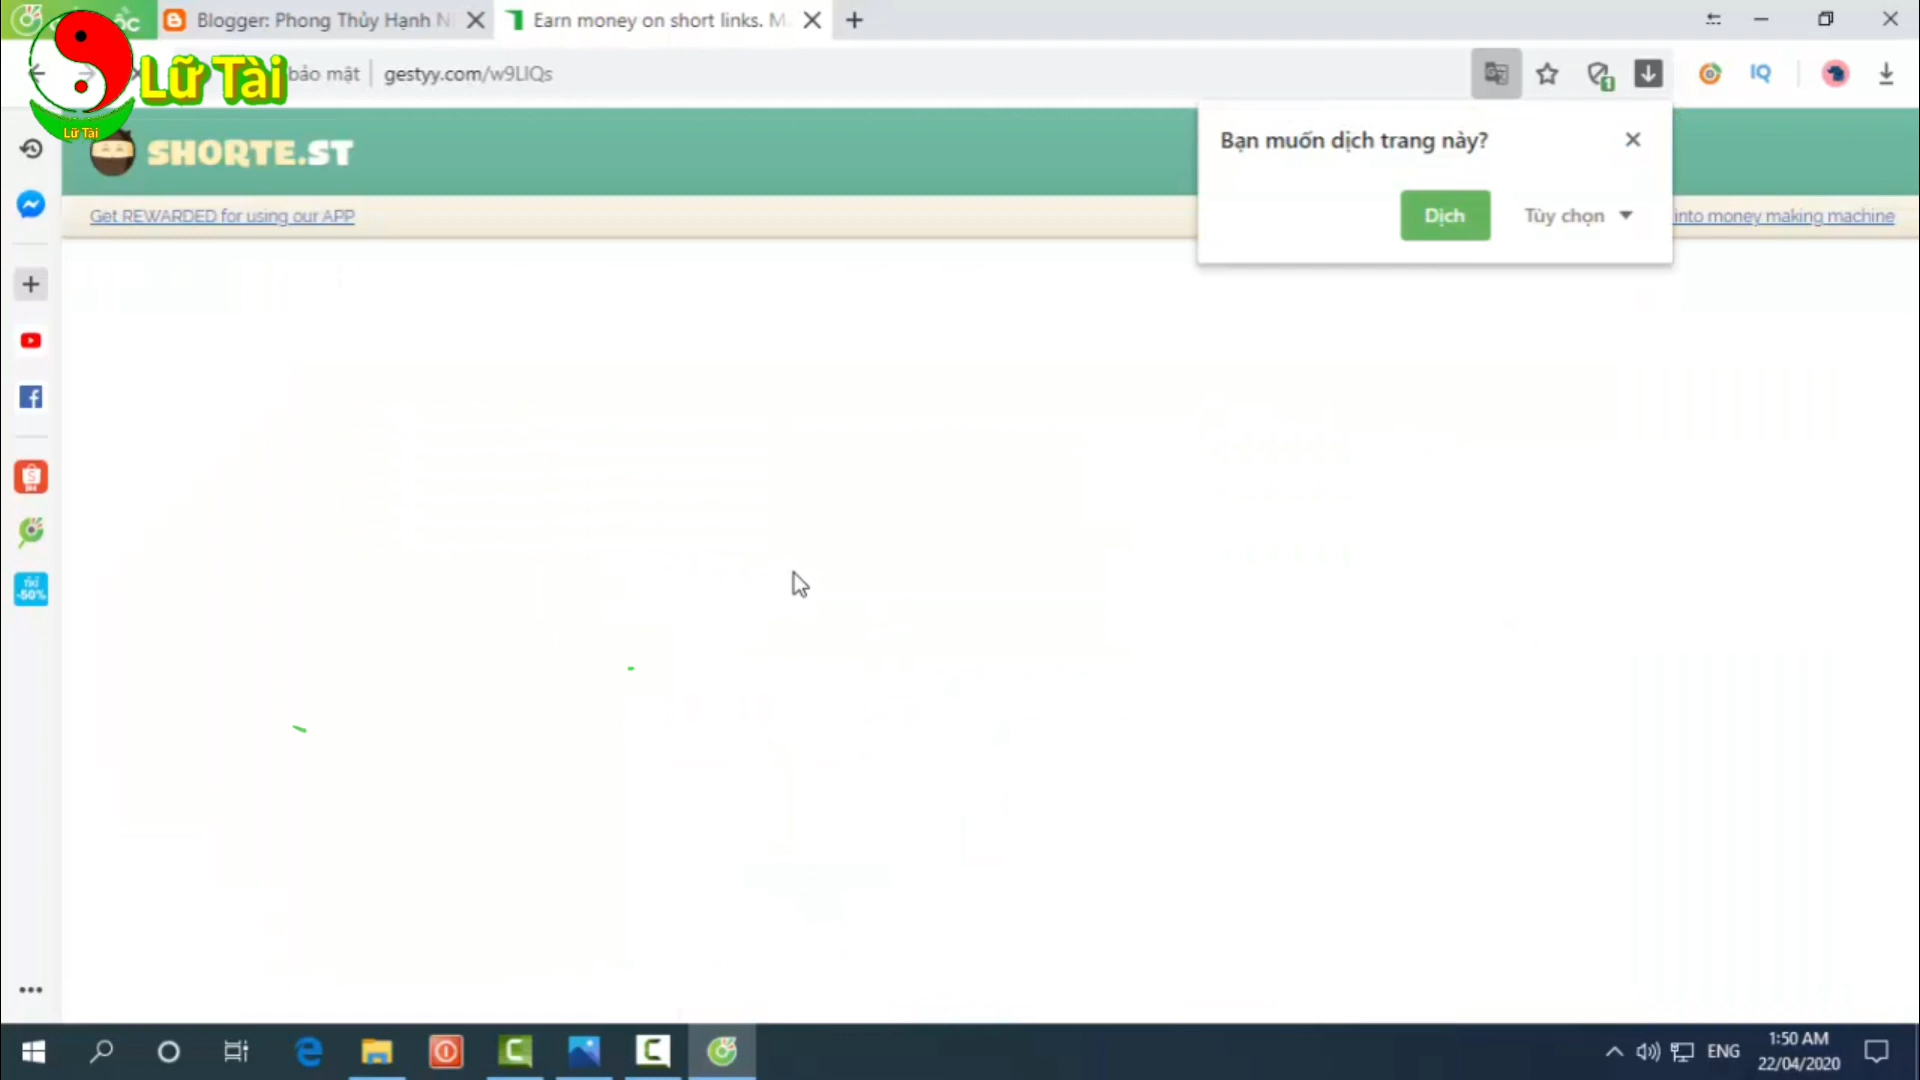 Blogger: Phong Thủy Hạnh N
Earn money on short links. M
Lữ Tài
Lữ Tài
bảo mật
gestyy.com/w9LlQs
IQ
SHORTE.ST
Bạn muốn dịch trang này?
Dịch
Tùy chọn
Get REWARDED for using our APP
into money making machine
-50%
ENG
1:50 AM
22/04/2020